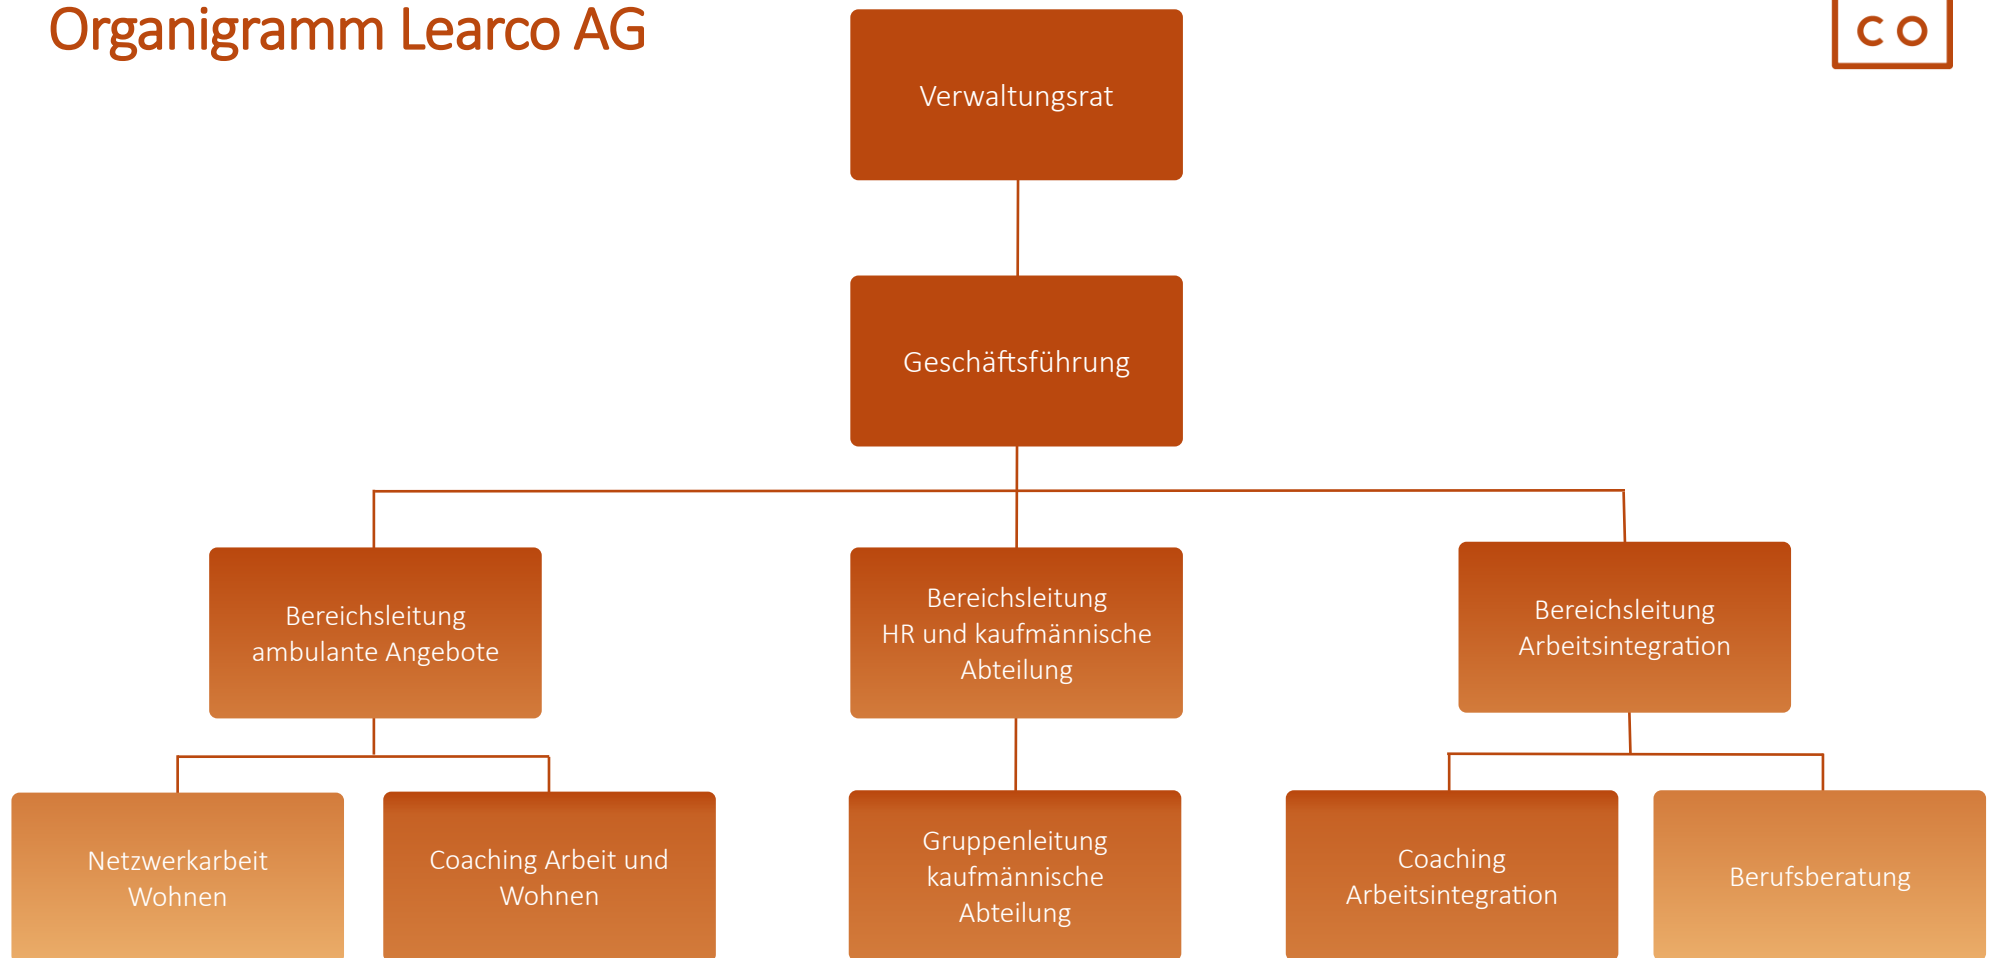 Organigramm Learco AG
CO
Verwaltungsrat
Geschäftsführung
Bereichsleitung
ambulante Angebote
Bereichsleitung
HR und kaufmännische
Abteilung
Bereichsleitung
Arbeitsintegration
Netzwerkarbeit
Wohnen
Coaching Arbeit und
Wohnen
Gruppenleitung
kaufmännische
Abteilung
Coaching
Arbeitsintegration
Berufsberatung